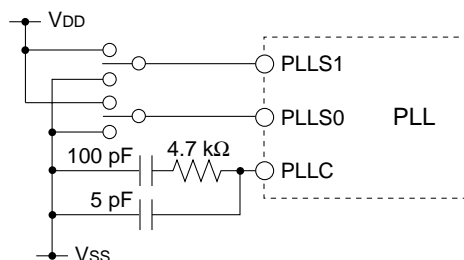 VDD
PLLS1
PLLS0
PLL
100 pF
4.7 kΩ
PLLC
5 pF
VSS